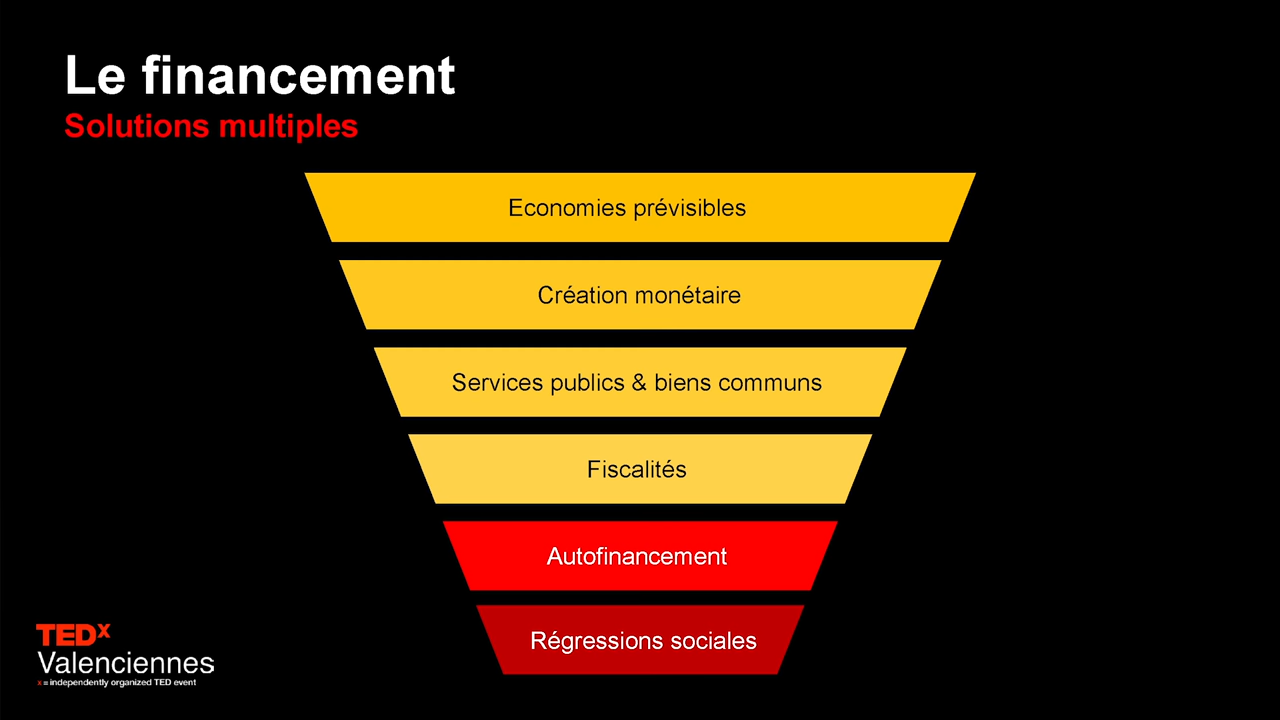 Le financement
Solutions multiples
Economies prévisibles
Création monétaire
Services publics & biens communs
Fiscalités
Autofinancement
Régressions sociales
TEDx
Valenciennes
x = independently organized TED event